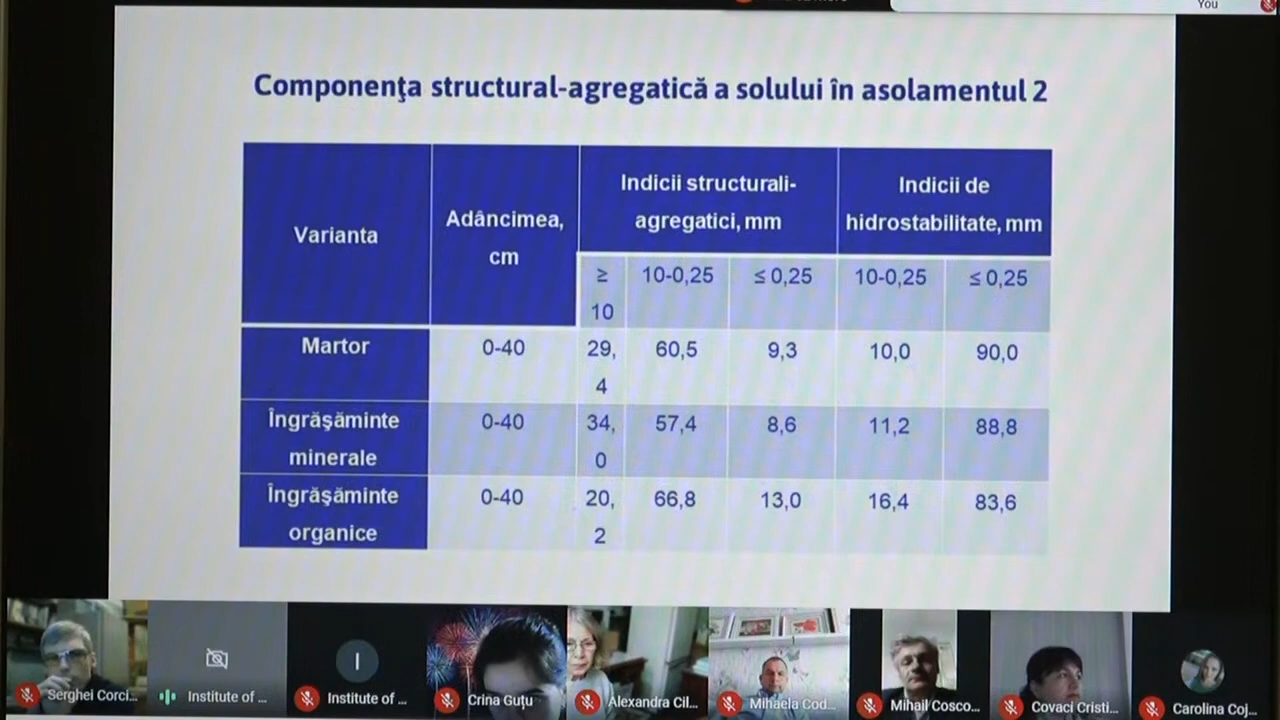 You
Componenţa structural-agregatică a solului în asolamentul 2
Varianta
Adâncimea,
cm
Indicii structurali-
agregatici, mm
Indicii de
hidrostabilitate, mm
≥
10
10-0,25
≤ 0,25
10-0,25
≤ 0,25
Martor
0-40
29,
4
60,5
9,3
10,0
90,0
Îngrăşăminte
minerale
0-40
34,
0
57,4
8,6
11,2
88,8
Îngrăşăminte
organice
0-40
20,
2
66,8
13,0
16,4
83,6
Serghei Corci...
Institute of ...
I
Institute of ...
Crina Guțu
Alexandra Cil...
Mihaela Cod...
Mihail Cosco...
Covaci Cristi...
Carolina Coj...